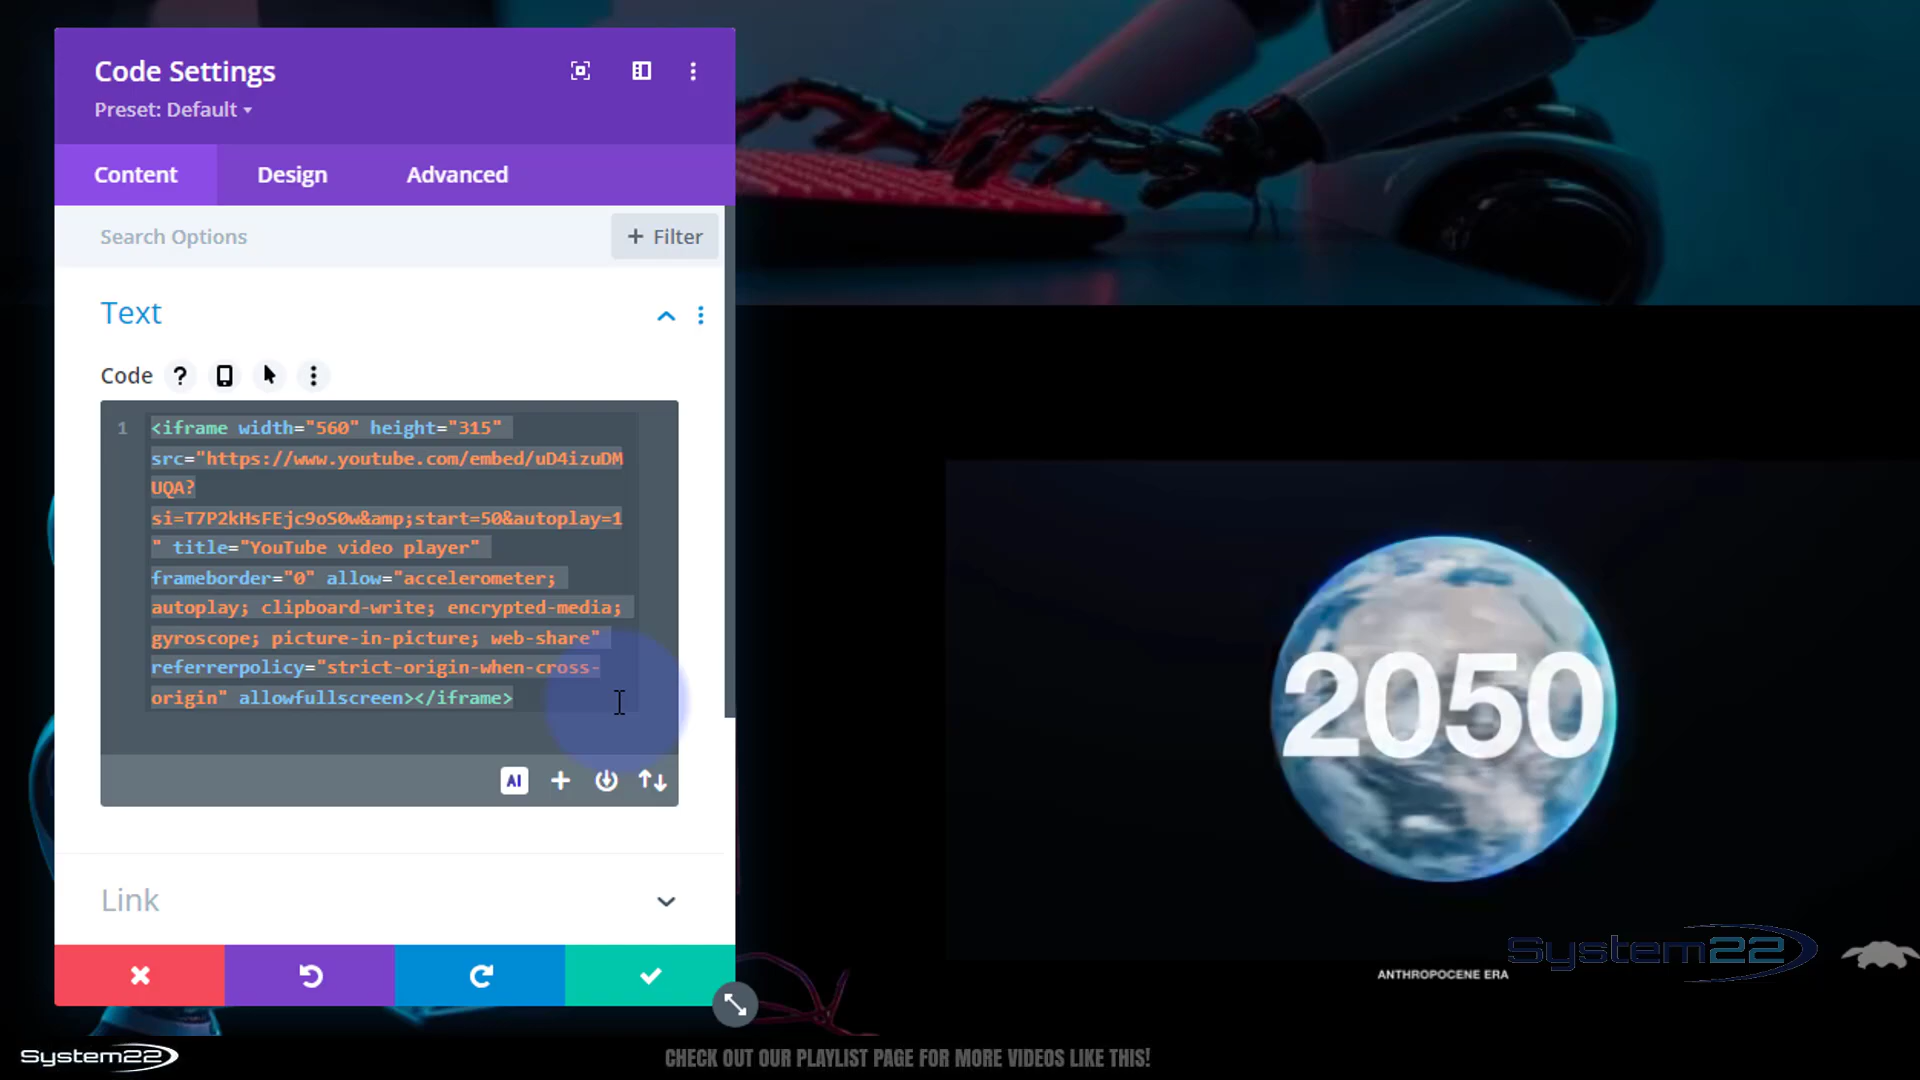 Code Settings
Preset: Default
Content Design Advanced
Search Options
+ Filter
Text
Code ?
1 <iframe width="560" height="315"
src="https://www.youtube.com/embed/uD4izuDM
UQA?
si=T7P2kHsFEjc9oS0w&amp;start=50&autoplay=1
" title="YouTube video player"
frameborder="0" allow="accelerometer;
autoplay; clipboard-write; encrypted-media;
gyroscope; picture-in-picture; web-share"
referrerpolicy="strict-origin-when-cross-
origin" allowfullscreen></iframe>
AI
Link
2050
System22
ANTHROPOCENE ERA
System22
CHECK OUT OUR PLAYLIST PAGE FOR MORE VIDEOS LIKE THIS!